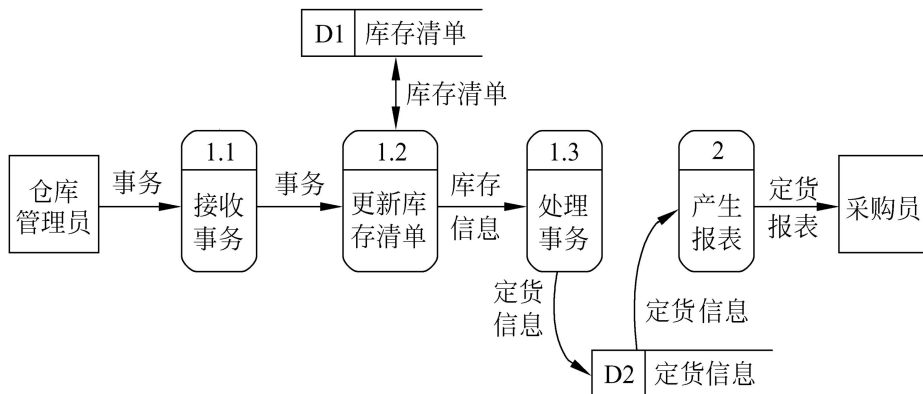 D1 库存清单
库存清单
仓库
管理员
事务
1.1
接收
事务
事务
1.2
更新库
存清单
库存
信息
1.3
处理
事务
2
产生
报表
定货
报表
采购员
定货
信息
定货信息
D2 定货信息